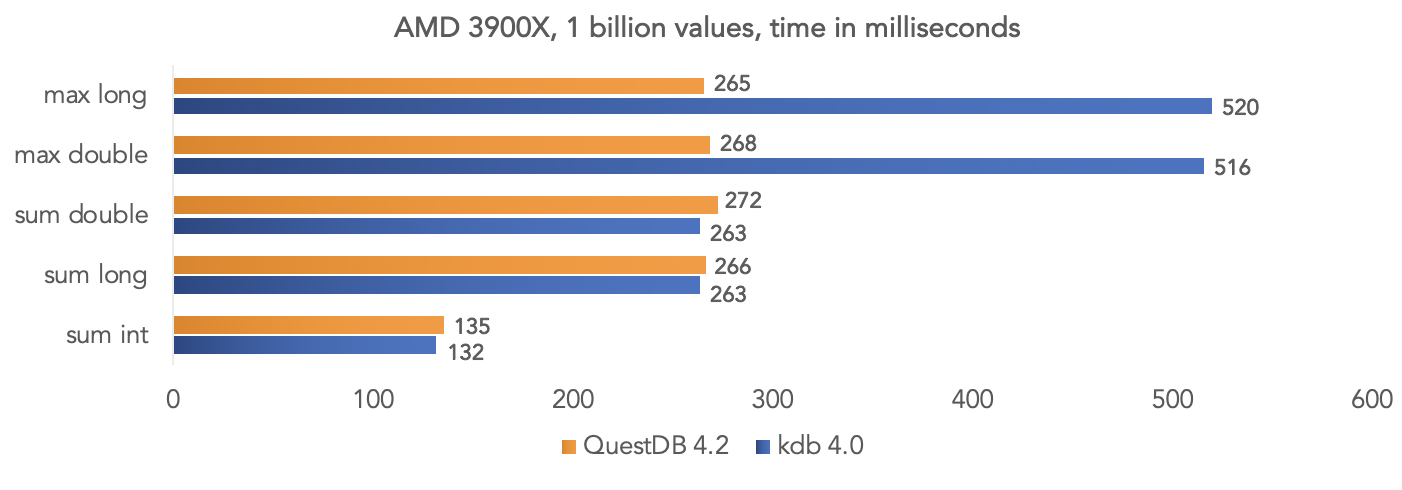 AMD 3900X, 1 billion values, time in milliseconds
max long 265
520
max double 268
516
sum double 272
263
sum long 266
263
sum int 135
132
0 100 200 300 400 500 600
QuestDB 4.2 kdb 4.0